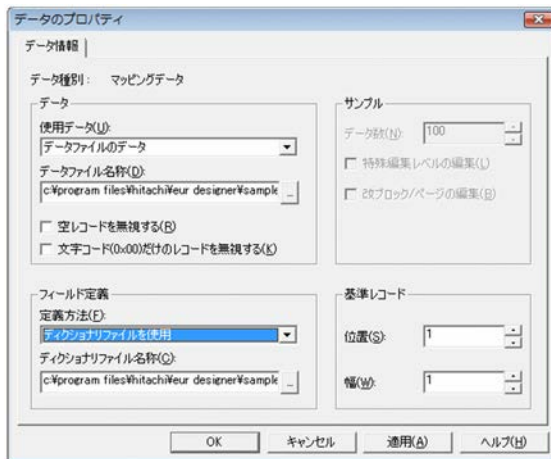 データのプロパティ
データ情報
データ種別： マッピングデータ
データ
使用データ(U):
データファイルのデータ
データファイル名称(D):
c:¥program files¥hitachi¥eur designer¥sample
...
空レコードを無視する(R)
文字コード(0x00)だけのレコードを無視する(K)
サンプル
データ数(N): 100
特殊編集レベルの編集(L)
改ブロック/ページの編集(B)
フィールド定義
定義方法(F):
ディクショナリファイルを使用
ディクショナリファイル名称(C):
c:¥program files¥hitachi¥eur designer¥sample
...
基準レコード
位置(S): 1
幅(W): 1
OK キャンセル 適用(A) ヘルプ(H)